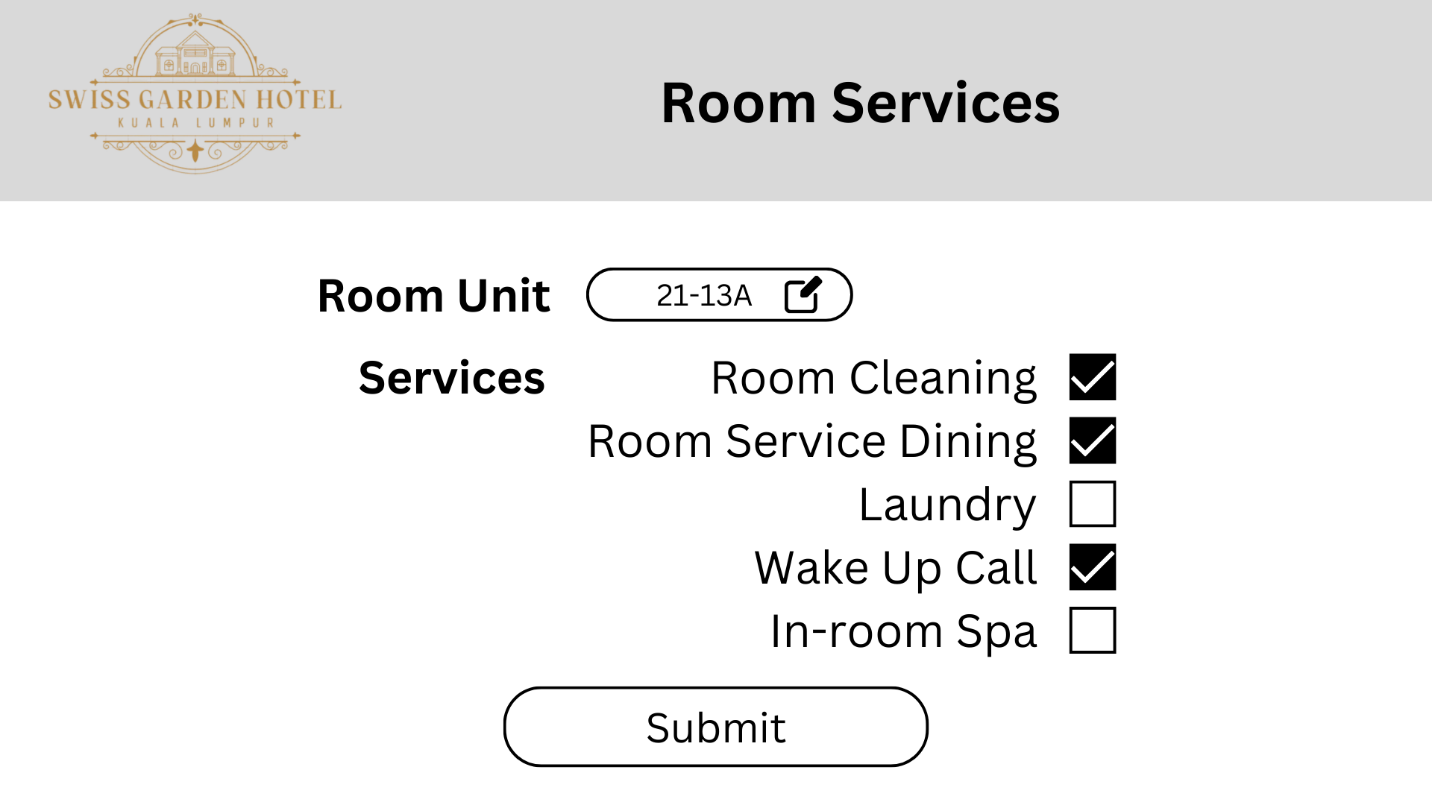 SWISS GARDEN HOTEL
KUALA LUMPUR
Room Services
Room Unit 21-13A
Services Room Cleaning
Room Service Dining
Laundry
Wake Up Call
In-room Spa
Submit